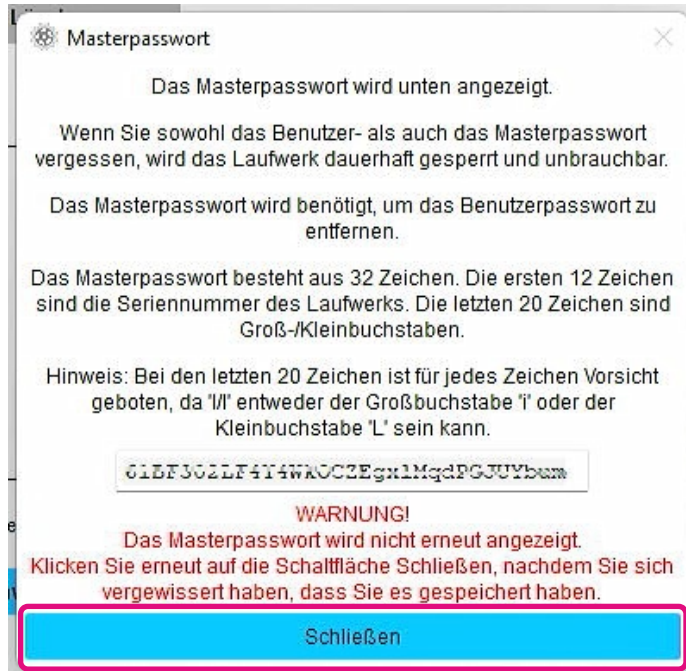 Masterpasswort
Das Masterpasswort wird unten angezeigt.
Wenn Sie sowohl das Benutzer- als auch das Masterpasswort
vergessen, wird das Laufwerk dauerhaft gesperrt und unbrauchbar.
Das Masterpasswort wird benötigt, um das Benutzerpasswort zu
entfernen.
Das Masterpasswort besteht aus 32 Zeichen. Die ersten 12 Zeichen
sind die Seriennummer des Laufwerks. Die letzten 20 Zeichen sind
Groß-/Kleinbuchstaben.
Hinweis: Bei den letzten 20 Zeichen ist für jedes Zeichen Vorsicht
geboten, da 'I/l' entweder der Großbuchstabe 'i' oder der
Kleinbuchstabe 'L' sein kann.
WARNUNG!
Das Masterpasswort wird nicht erneut angezeigt.
Klicken Sie erneut auf die Schaltfläche Schließen, nachdem Sie sich
vergewissert haben, dass Sie es gespeichert haben.
Schließen